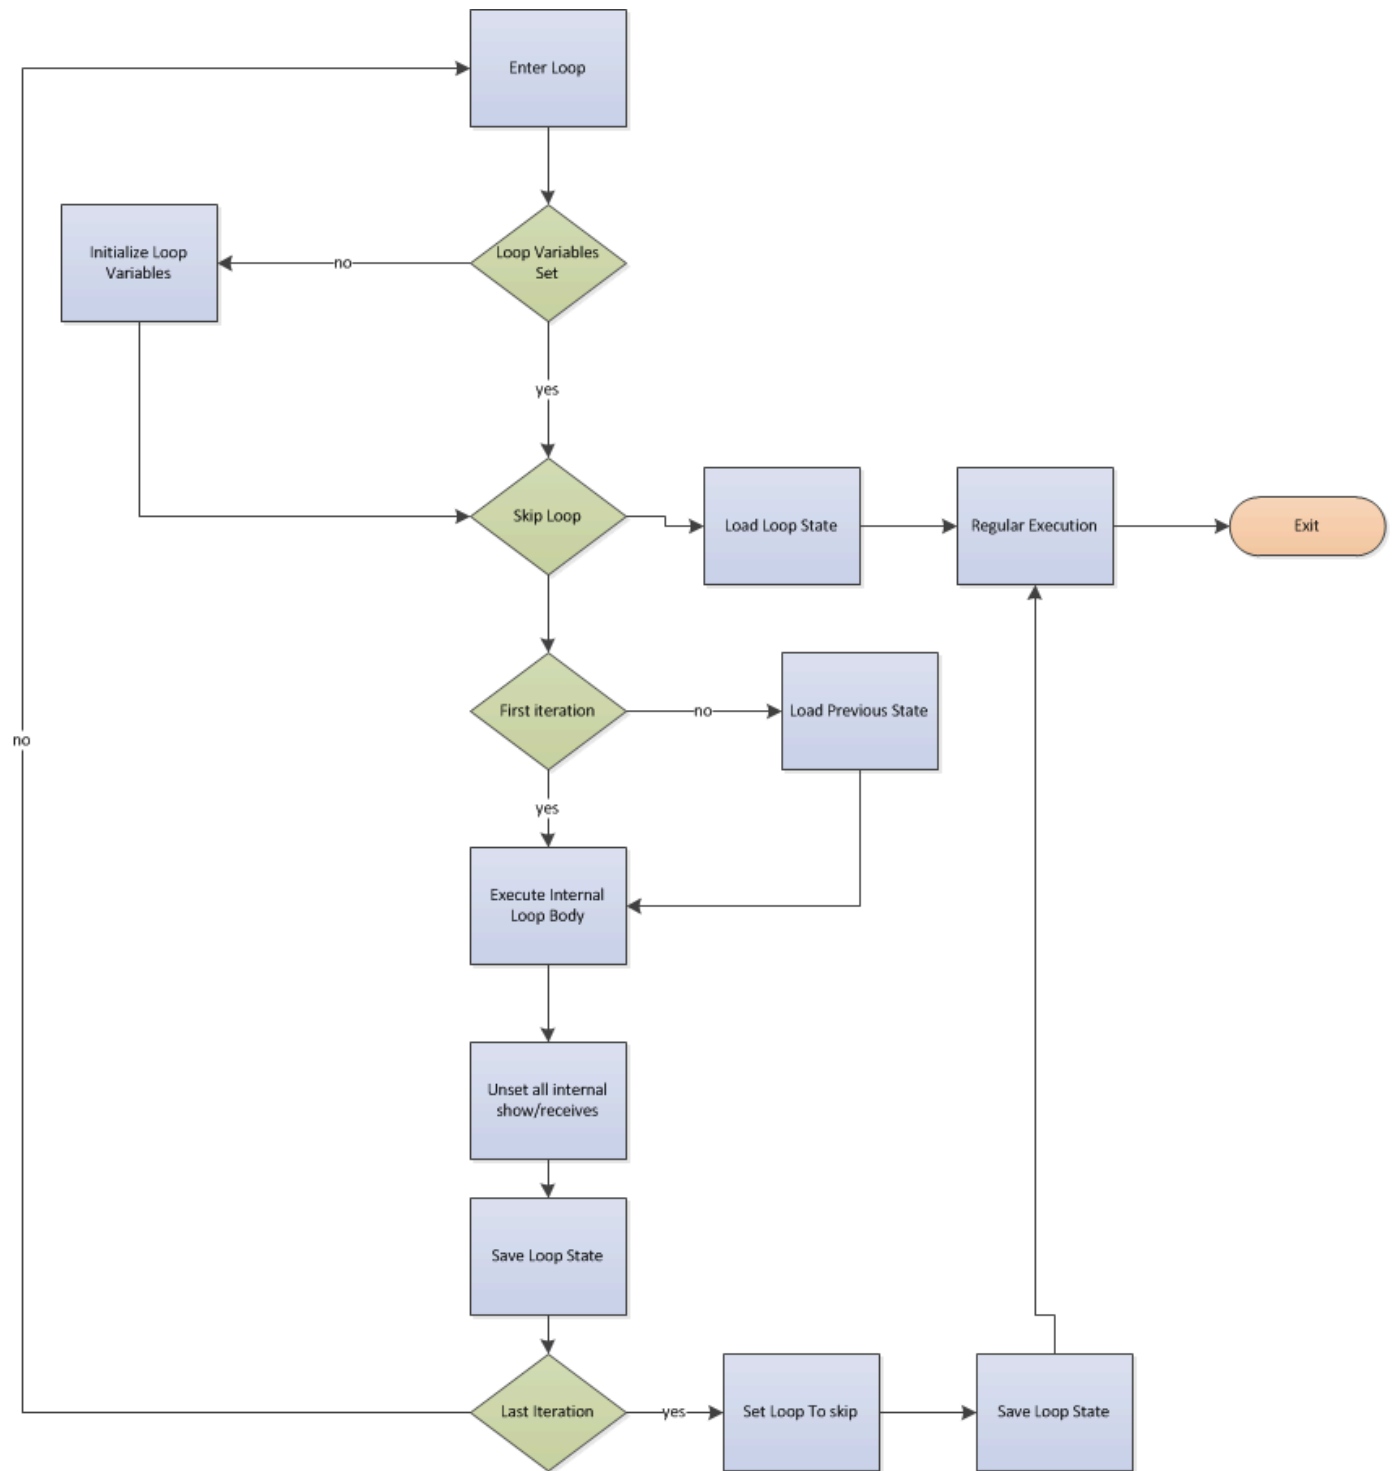 Enter Loop
Initialize Loop
Variables
no
Loop Variables
Set
yes
Skip Loop
Load Loop State
Regular Execution
Exit
First iteration
no
Load Previous State
no
yes
Execute Internal
Loop Body
Unset all internal
show/receives
Save Loop State
Last Iteration
yes
Set Loop To skip
Save Loop State